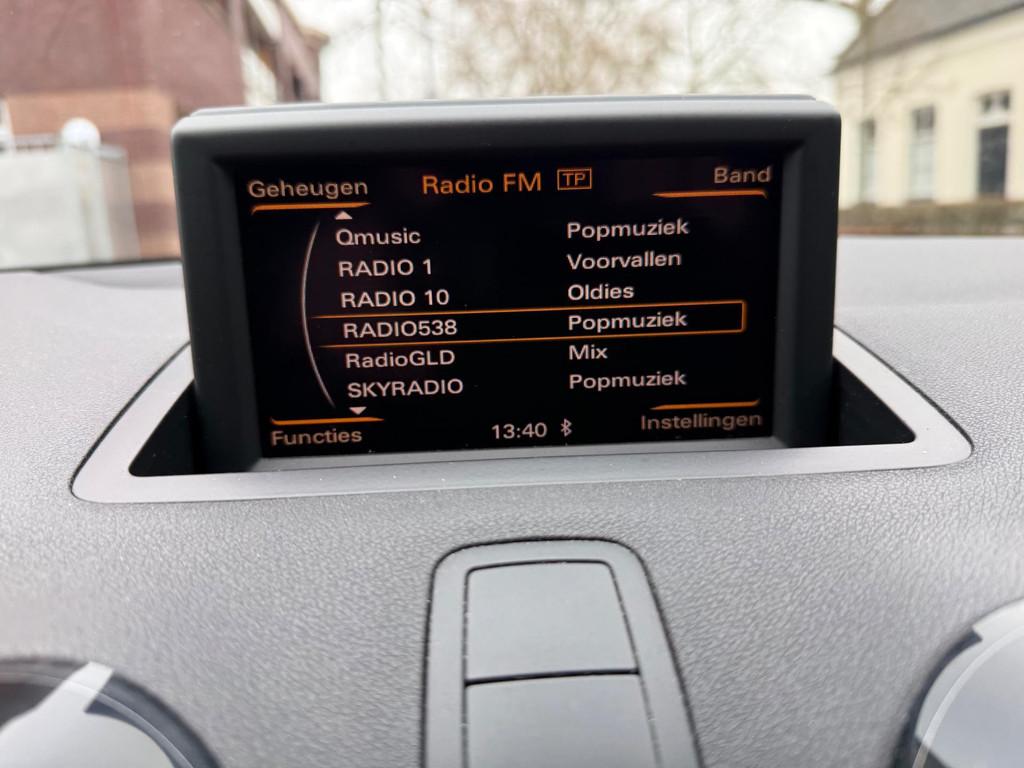 Geheugen Radio FM TP Band
Qmusic Popmuziek
RADIO 1 Voorvallen
RADIO 10 Oldies
RADIO538 Popmuziek
RadioGLD Mix
SKYRADIO Popmuziek
Functies 13:40 Instellingen